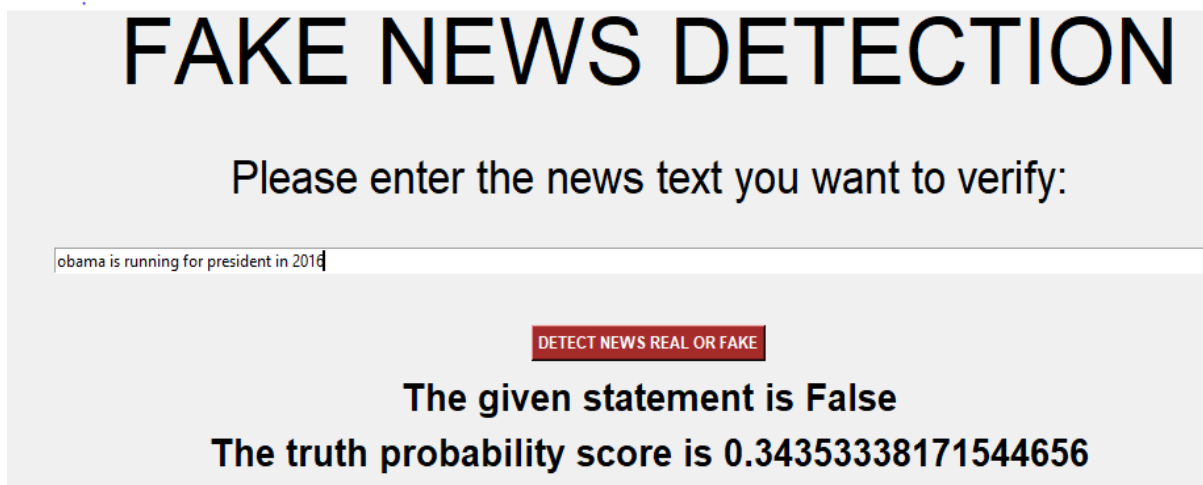 FAKE NEWS DETECTION
Please enter the news text you want to verify:
obama is running for president in 2016
DETECT NEWS REAL OR FAKE
The given statement is False
The truth probability score is 0.34353338171544656